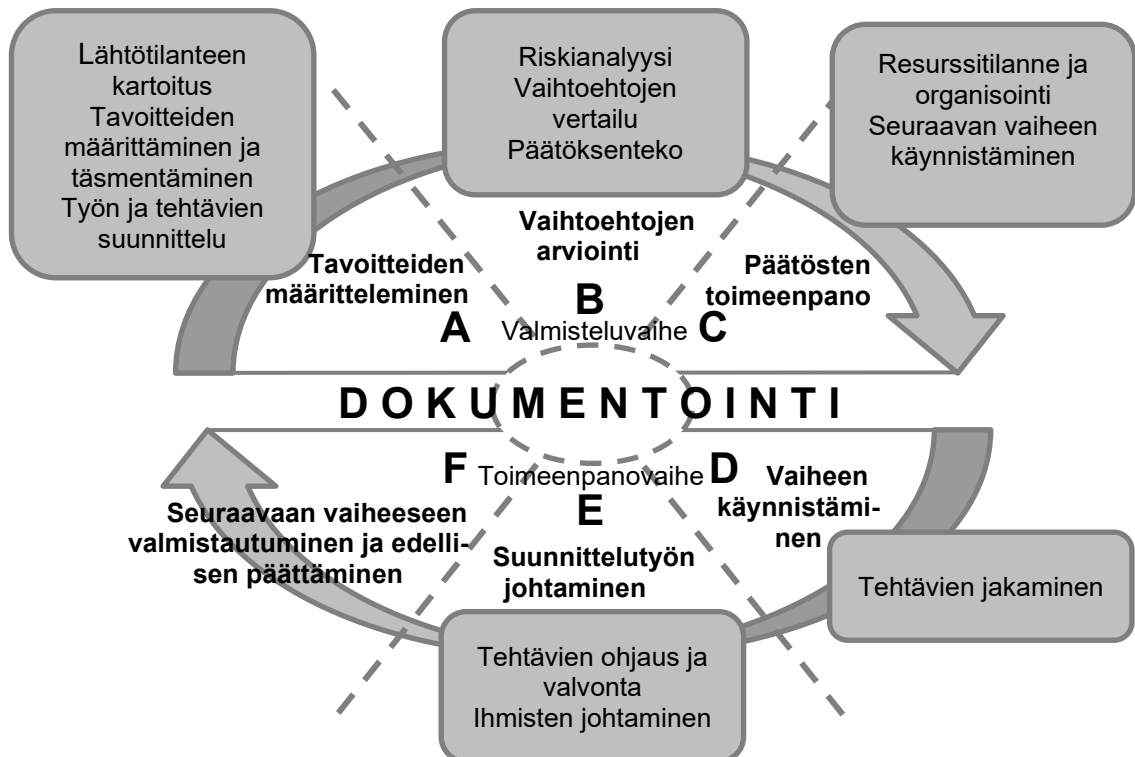 Lähtötilanteen
kartoitus
Tavoitteiden
määrittäminen ja
täsmentäminen
Työn ja tehtävien
suunnittelu
Riskianalyysi
Vaihtoehtojen
vertailu
Päätöksenteko
Resurssitilanne ja
organisointi
Seuraavan vaiheen
käynnistäminen
Tavoitteiden
määritteleminen
A
Vaihtoehtojen
arviointi
B
Valmisteluvaihe
Päätösten
toimeenpano
C
DOKUMENTOINTI
F
Toimeenpanovaihe
D
Vaiheen
käynnistämi-
nen
E
Suunnittelutyön
johtaminen
Seuraavaan vaiheeseen
valmistautuminen ja edelli-
sen päättäminen
Tehtävien jakaminen
Tehtävien ohjaus ja
valvonta
Ihmisten johtaminen